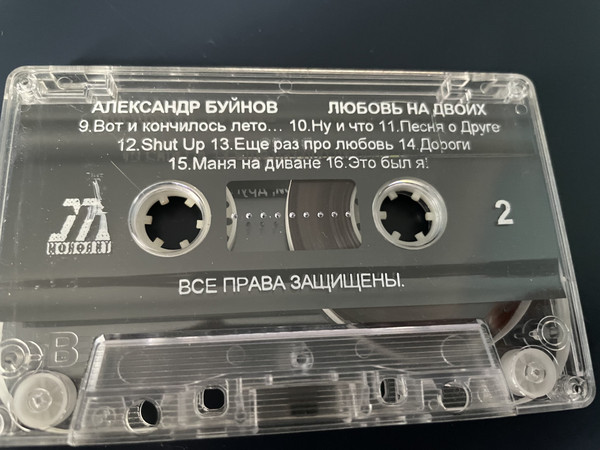 АЛЕКСАНДР БУЙНОВ ЛЮБОВЬ НА ДВОИХ
9.Вот и кончилось лето... 10.Ну и что 11.Песня о Друге
12.Shut Up 13.Еще раз про любовь 14.Дороги
15.Маня на диване 16.Это был я!
2
ВСЕ ПРАВА ЗАЩИЩЕНЫ.
B